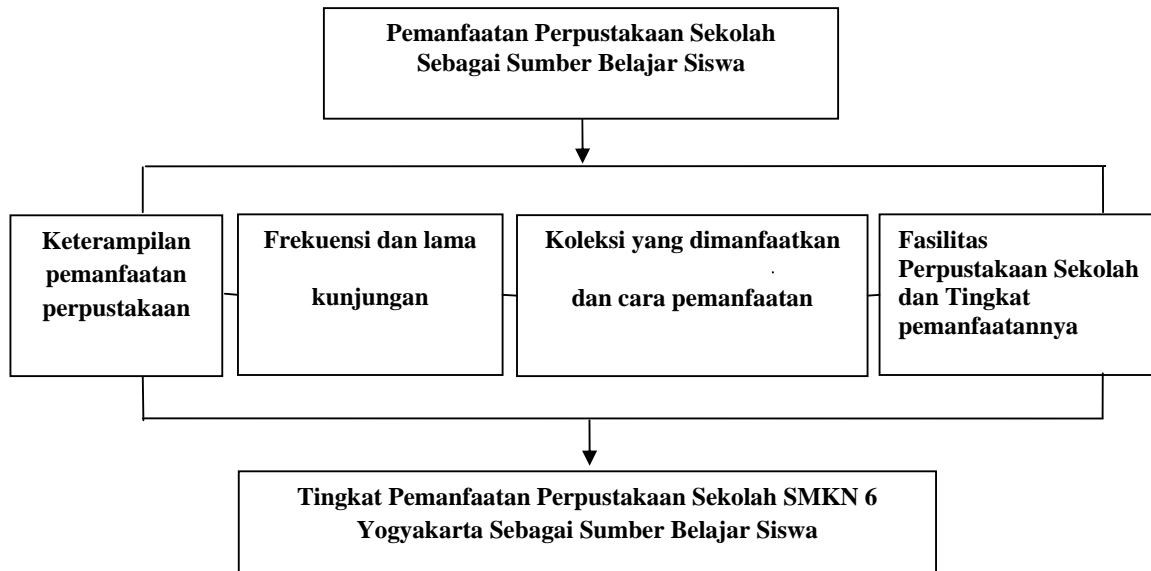 Pemanfaatan Perpustakaan Sekolah
Sebagai Sumber Belajar Siswa
Keterampilan
pemanfaatan
perpustakaan
Frekuensi dan lama
kunjungan
Koleksi yang dimanfaatkan
dan cara pemanfaatan
Fasilitas
Perpustakaan Sekolah
dan Tingkat
pemanfaatannya
Tingkat Pemanfaatan Perpustakaan Sekolah SMKN 6
Yogyakarta Sebagai Sumber Belajar Siswa